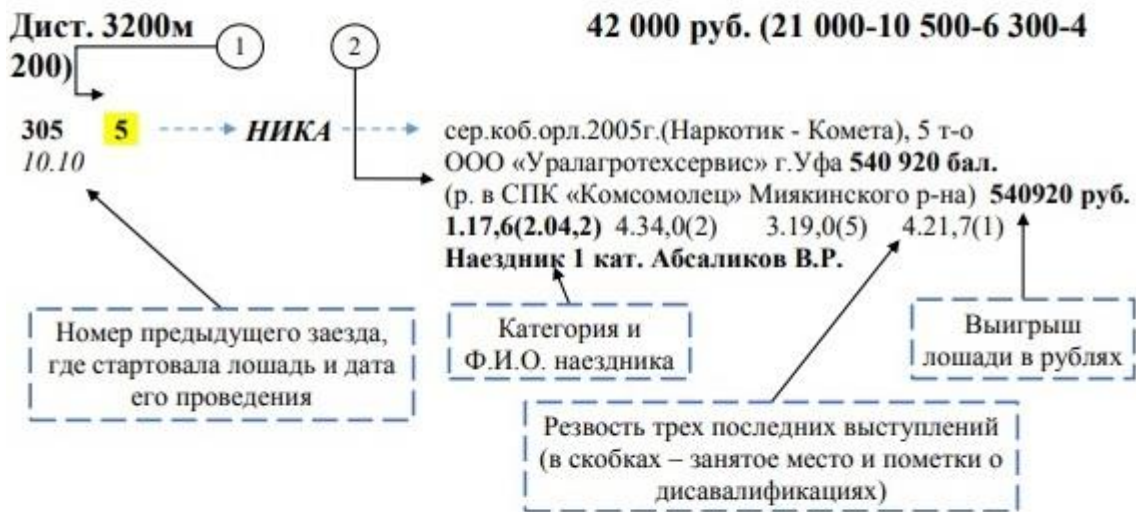 Дист. 3200м
42 000 руб. (21 000-10 500-6 300-4
200)
1
2
305
5
НИКА
10.10
сер.коб.орл.2005г.(Наркотик - Комета), 5 т-о
ООО «Уралагротехсервис» г.Уфа 540 920 бал.
(р. в СПК «Комсомолец» Миякинского р-на) 540920 руб.
1.17,6(2.04,2) 4.34,0(2) 3.19,0(5) 4.21,7(1)
Наездник 1 кат. Абсаликов В.Р.
Номер предыдущего заезда,
где стартовала лошадь и дата
его проведения
Категория и
Ф.И.О. наездника
Выигрыш
лошади в рублях
Резвость трех последних выступлений
(в скобках – занятое место и пометки о
дисавалификациях)